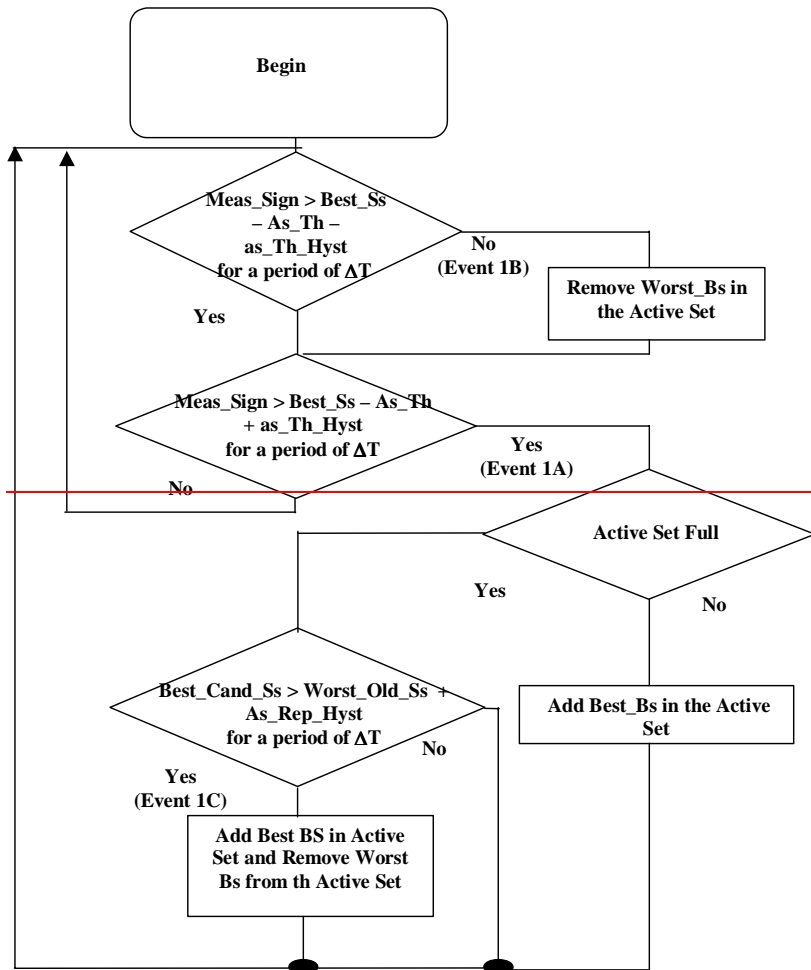 Begin
Meas_Sign > Best_Ss
– As_Th –
as_Th_Hyst
for a period of ΔT
No
(Event 1B)
Remove Worst_Bs in
the Active Set
Yes
Meas_Sign > Best_Ss – As_Th
+ as_Th_Hyst
for a period of ΔT
Yes
(Event 1A)
No
Active Set Full
Yes
No
Best_Cand_Ss > Worst_Old_Ss +
As_Rep_Hyst
for a period of ΔT
No
Add Best_Bs in the Active
Set
Yes
(Event 1C)
Add Best BS in Active
Set and Remove Worst
Bs from th Active Set